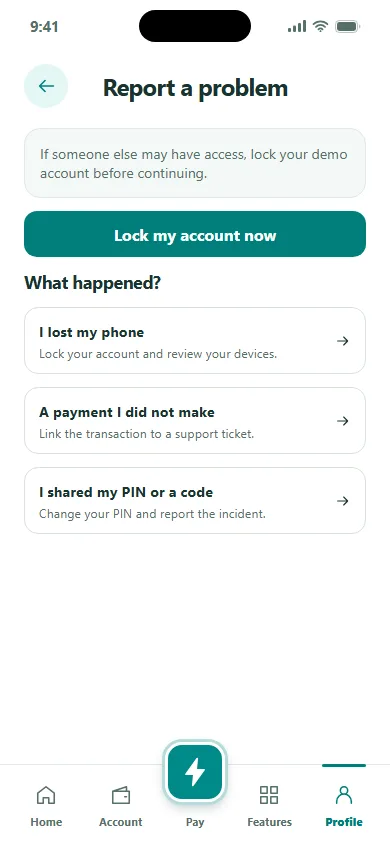 9:41
Report a problem
If someone else may have access, lock your demo
account before continuing.
Lock my account now
What happened?
I lost my phone
Lock your account and review your devices.
A payment I did not make
Link the transaction to a support ticket.
I shared my PIN or a code
Change your PIN and report the incident.
Home
Account
Pay
Features
Profile